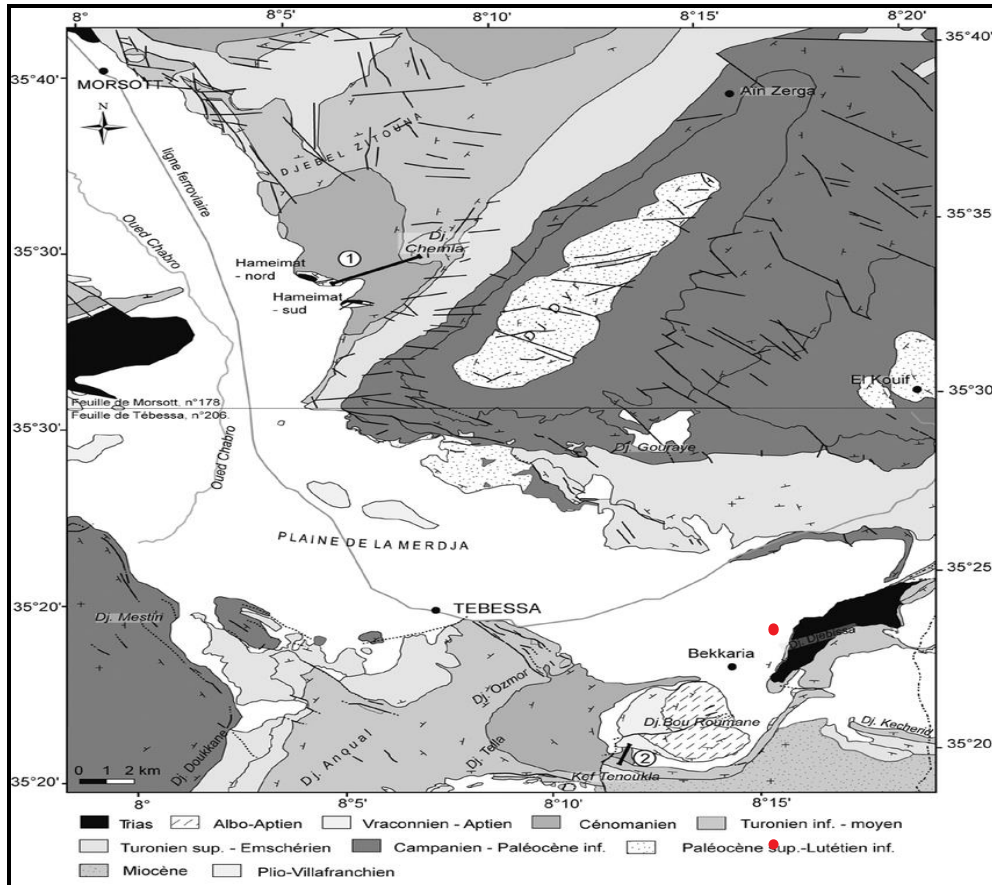 8° 8°5' 8°10' 8°15' 8°20'
35°40'
35°40'
MORSOTT
Aïn Zerga
N
DJEBEL ZITOUNA
ligne ferroviaire
Oued Chabro
35°35'
35°30'
Dj. Chemla
1
Hameimat - nord
Hameimat - sud
D y r
El Kouif
35°30'
Feuille de Morsott, n°178
Feuille de Tébessa, n°206.
35°30'
Dj. Gouraye
Oued Chabro
PLAINE DE LA MERDJA
35°25'
35°20'
TEBESSA
Dj. Mestiri
Dj. Djebissa
Bekkaria
Dj. Ozmor
Dj. Bou Roumane
Dj. Kecherid
35°20'
Dj. Doukkane
Dj. Anoual
Dj. Tella
2
Kef Tenoukla
35°20'
0 1 2 km
8° 8°5' 8°10' 8°15'
Trias Albo-Aptien Vraconnien - Aptien Cénomanien Turonien inf. - moyen
Turonien sup. - Emschérien Campanien - Paléocène inf. Paléocène sup.-Lutétien inf.
Miocène Plio-Villafranchien